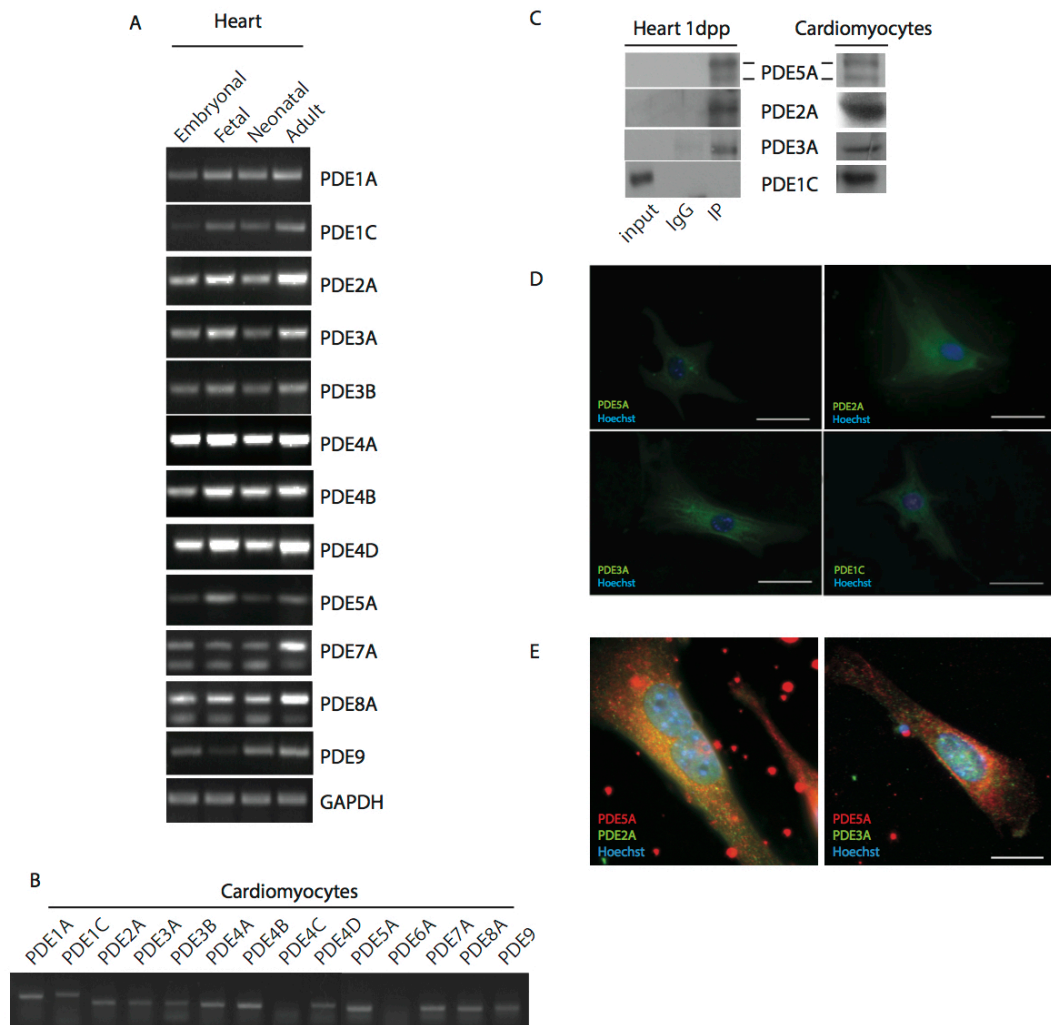 A
Heart
Embryonal
Fetal
Neonatal
Adult
PDE1A
PDE1C
PDE2A
PDE3A
PDE3B
PDE4A
PDE4B
PDE4D
PDE5A
PDE7A
PDE8A
PDE9
GAPDH
B
Cardiomyocytes
PDE1A
PDE1C
PDE2A
PDE3A
PDE3B
PDE4A
PDE4B
PDE4C
PDE4D
PDE5A
PDE6A
PDE7A
PDE8A
PDE9
C
Heart 1dpp
Cardiomyocytes
PDE5A
PDE2A
PDE3A
PDE1C
input
IgG
IP
D
PDE5A
Hoechst
PDE2A
Hoechst
PDE3A
Hoechst
PDE1C
Hoechst
E
PDE5A
PDE2A
Hoechst
PDE5A
PDE3A
Hoechst